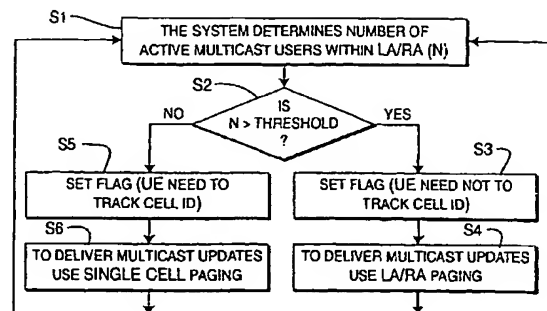 S1
THE SYSTEM DETERMINES NUMBER OF
ACTIVE MULTICAST USERS WITHIN LA/RA (N)
S2
IS
N > THRESHOLD
?
NO
YES
S5
SET FLAG (UE NEED TO
TRACK CELL ID)
S3
SET FLAG (UE NEED NOT TO
TRACK CELL ID)
S6
TO DELIVER MULTICAST UPDATES
USE SINGLE CELL PAGING
S4
TO DELIVER MULTICAST UPDATES
USE LA/RA PAGING